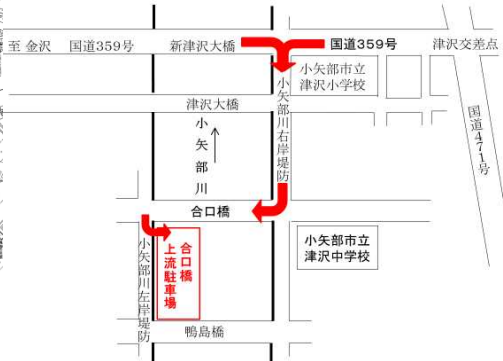 至 金沢 国道359号 新津沢大橋 国道359号 津沢交差点
小矢部市立
津沢小学校
津沢大橋
小矢部川
小矢部川右岸堤防
国道471号
合口橋
小矢部市立
津沢中学校
合口橋
上流駐車場
小矢部川左岸堤防
鴨島橋